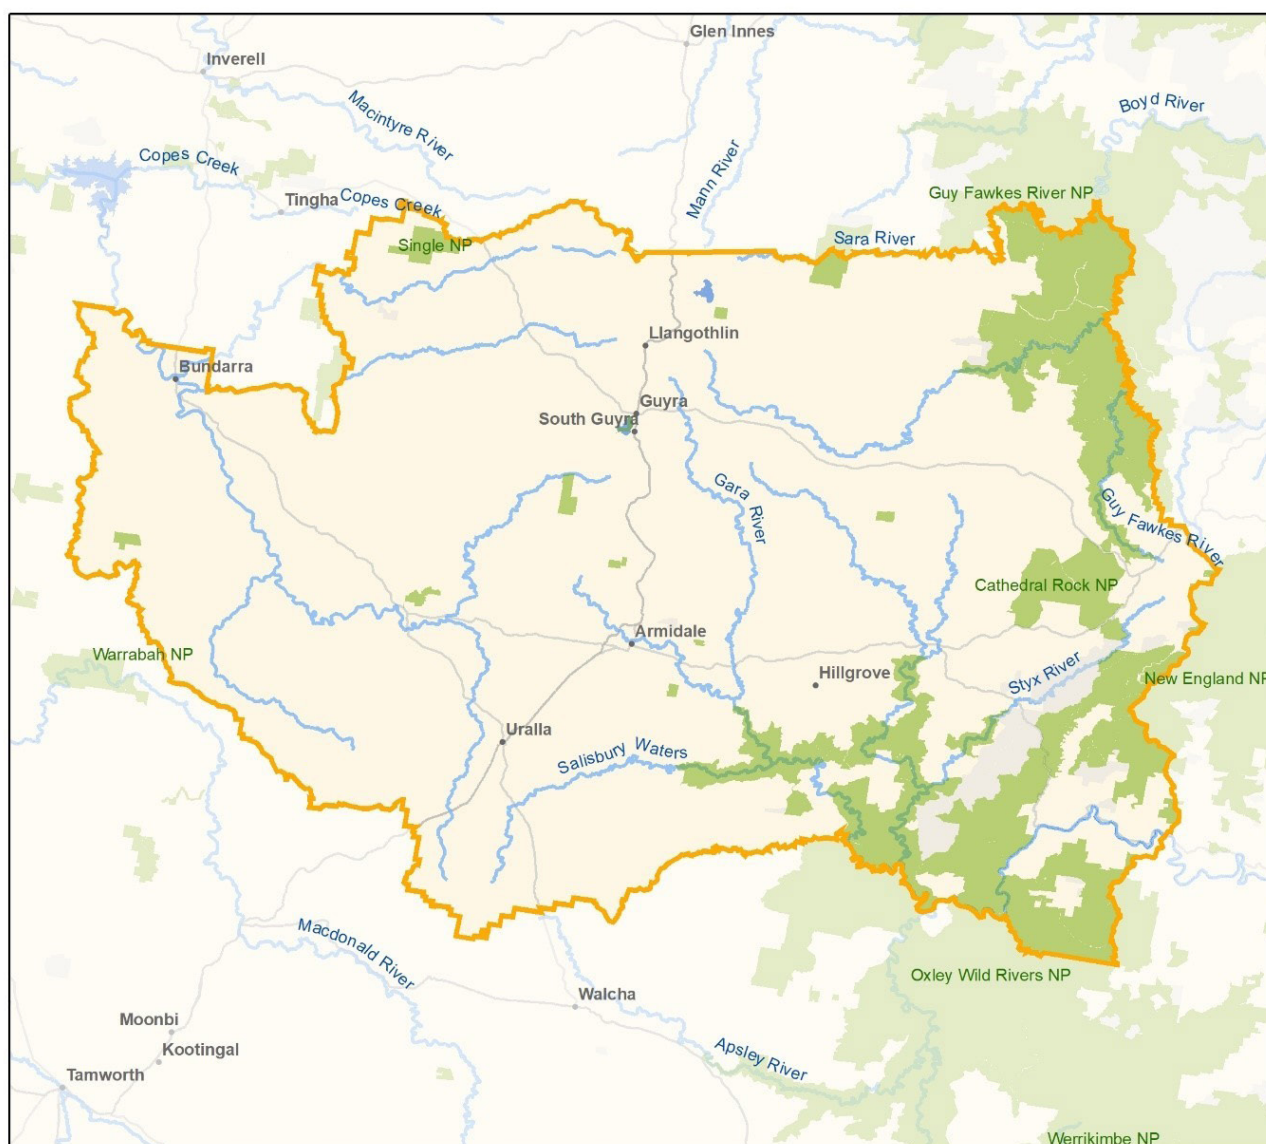 Glen Innes
Inverell
Boyd River
Macintyre River
Copes Creek
Mann River
Tingha
Copes Creek
Guy Fawkes River NP
Single NP
Sara River
Llangothlin
Bundarra
Guyra
South Guyra
Gara River
Guy Fawkes River
Cathedral Rock NP
Armidale
Warrabah NP
Hillgrove
Styx River
New England NP
Uralla
Salisbury Waters
Macdonald River
Oxley Wild Rivers NP
Walcha
Moonbi
Kootingal
Apsley River
Tamworth
Werrikimbe NP